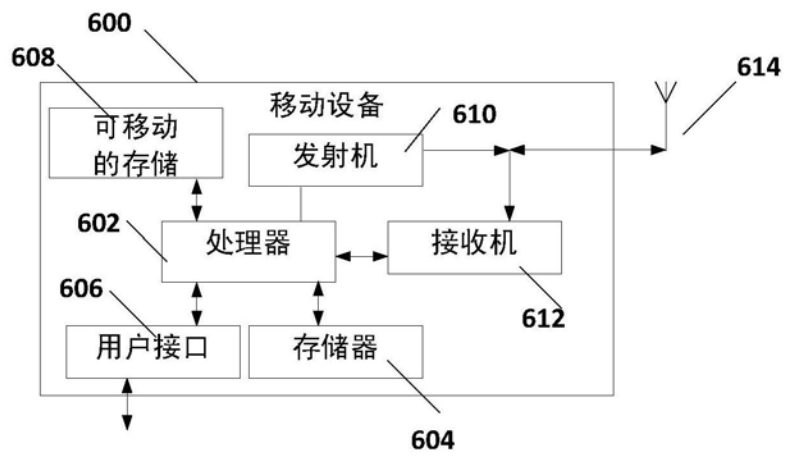 600
608
614
移动设备
610
可移动
的存储
发射机
602
处理器
接收机
606
612
用户接口
存储器
604